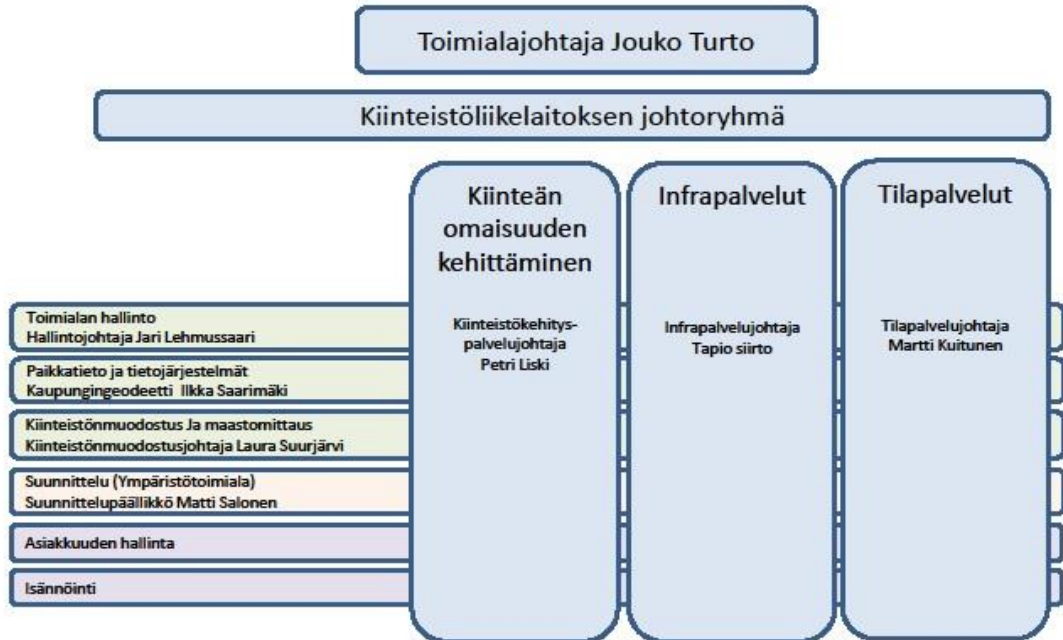 Toimialajohtaja Jouko Turto
Kiinteistöliikelaitoksen johtoryhmä
Kiinteän
omaisuuden
kehittäminen
Kiinteistökehitys-
palvelujohtaja
Petri Liski
Infrapalvelut
Infrapalvelujohtaja
Tapio siirto
Tilapalvelut
Tilapalvelujohtaja
Martti Kuitunen
Toimialan hallinto
Hallintojohtaja Jari Lehmussaari
Paikkatieto ja tietojärjestelmät
Kaupungingeodeetti Ilkka Saarimäki
Kiinteistönmuodostus Ja maastomittaus
Kiinteistönmuodostusjohtaja Laura Suurjärvi
Suunnittelu (Ympäristötoimiala)
Suunnittelupäällikkö Matti Salonen
Asiakkuuden hallinta
Isännöinti